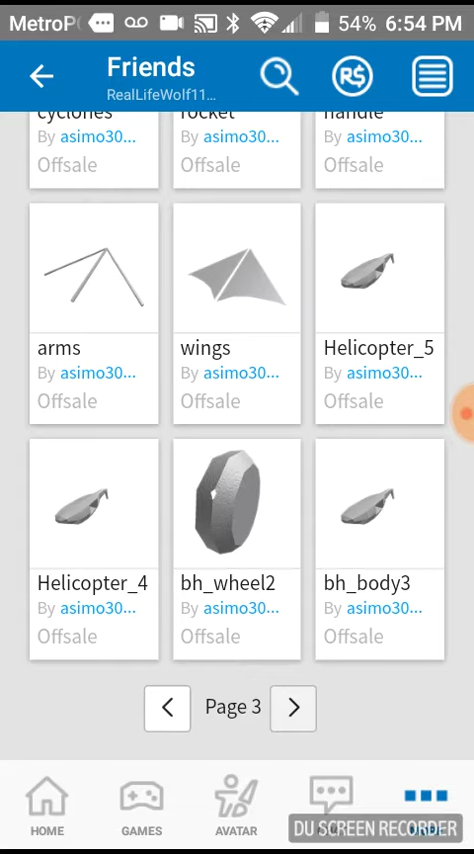 MetroP 54% 6:54 PM
Friends
RealLifeWolf11...
R$
cyclones rocket handle
By asimo30... By asimo30... By asimo30...
Offsale Offsale Offsale
arms wings Helicopter_5
By asimo30... By asimo30... By asimo30...
Offsale Offsale Offsale
Helicopter_4 bh_wheel2 bh_body3
By asimo30... By asimo30... By asimo30...
Offsale Offsale Offsale
Page 3
HOME GAMES AVATAR
DU SCREEN RECORDER